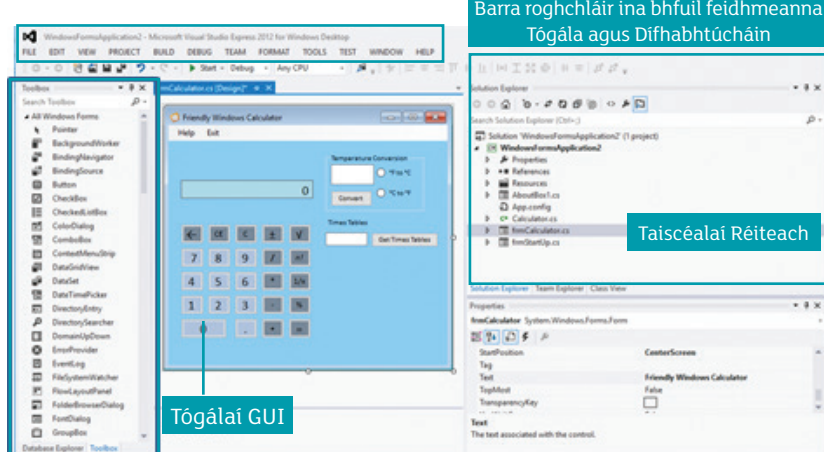 Barra roghchláir ina bhfuil feidhmeanna
Tógála agus Dífhabhtúcháin
WindowsFormsApplication2 - Microsoft Visual Studio Express 2012 for Windows Desktop
FILE EDIT VIEW PROJECT BUILD DEBUG TEAM FORMAT TOOLS TEST WINDOW HELP
Start - Debug - Any CPU
Toolbox
Search Toolbox
All Windows Forms
Pointer
BackgroundWorker
BindingNavigator
BindingSource
Button
CheckBox
CheckedListBox
ColorDialog
ComboBox
ContextMenuStrip
DataGridView
DataSet
DateTimePicker
DirectoryEntry
DirectorySearcher
DomainUpDown
ErrorProvider
EventLog
FileSystemWatcher
FlowLayoutPanel
FolderBrowserDialog
FontDialog
GroupBox
Database Explorer Toolbox
frmCalculator.cs [Design]*
Friendly Windows Calculator
Help Exit
0
Temperature Conversion
°F to °C
°C to °F
Convert
Times Tables
Get Times Tables
← CE C ± √
7 8 9 / n!
4 5 6 * 1/x
1 2 3 - %
0 . + =
Tógálaí GUI
Solution Explorer
Search Solution Explorer (Ctrl+;)
Solution 'WindowsFormsApplication2' (1 project)
WindowsFormsApplication2
Properties
References
Resources
AboutBox1.cs
App.config
Calculator.cs
frmCalculator.cs
frmStartUp.cs
Taiscéalaí Réiteach
Solution Explorer Team Explorer Class View
Properties
frmCalculator System.Windows.Forms.Form
StartPosition CenterScreen
Tag
Text Friendly Windows Calculator
TopMost False
TransparencyKey
Text
The text associated with the control.